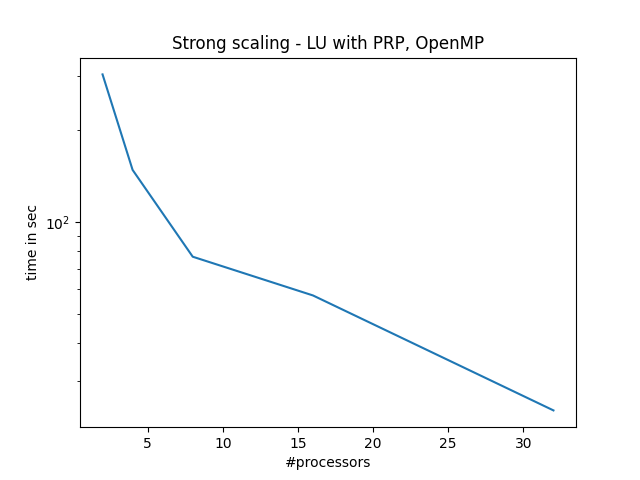 Strong scaling - LU with PRP, OpenMP
time in sec
10²
5 10 15 20 25 30
#processors